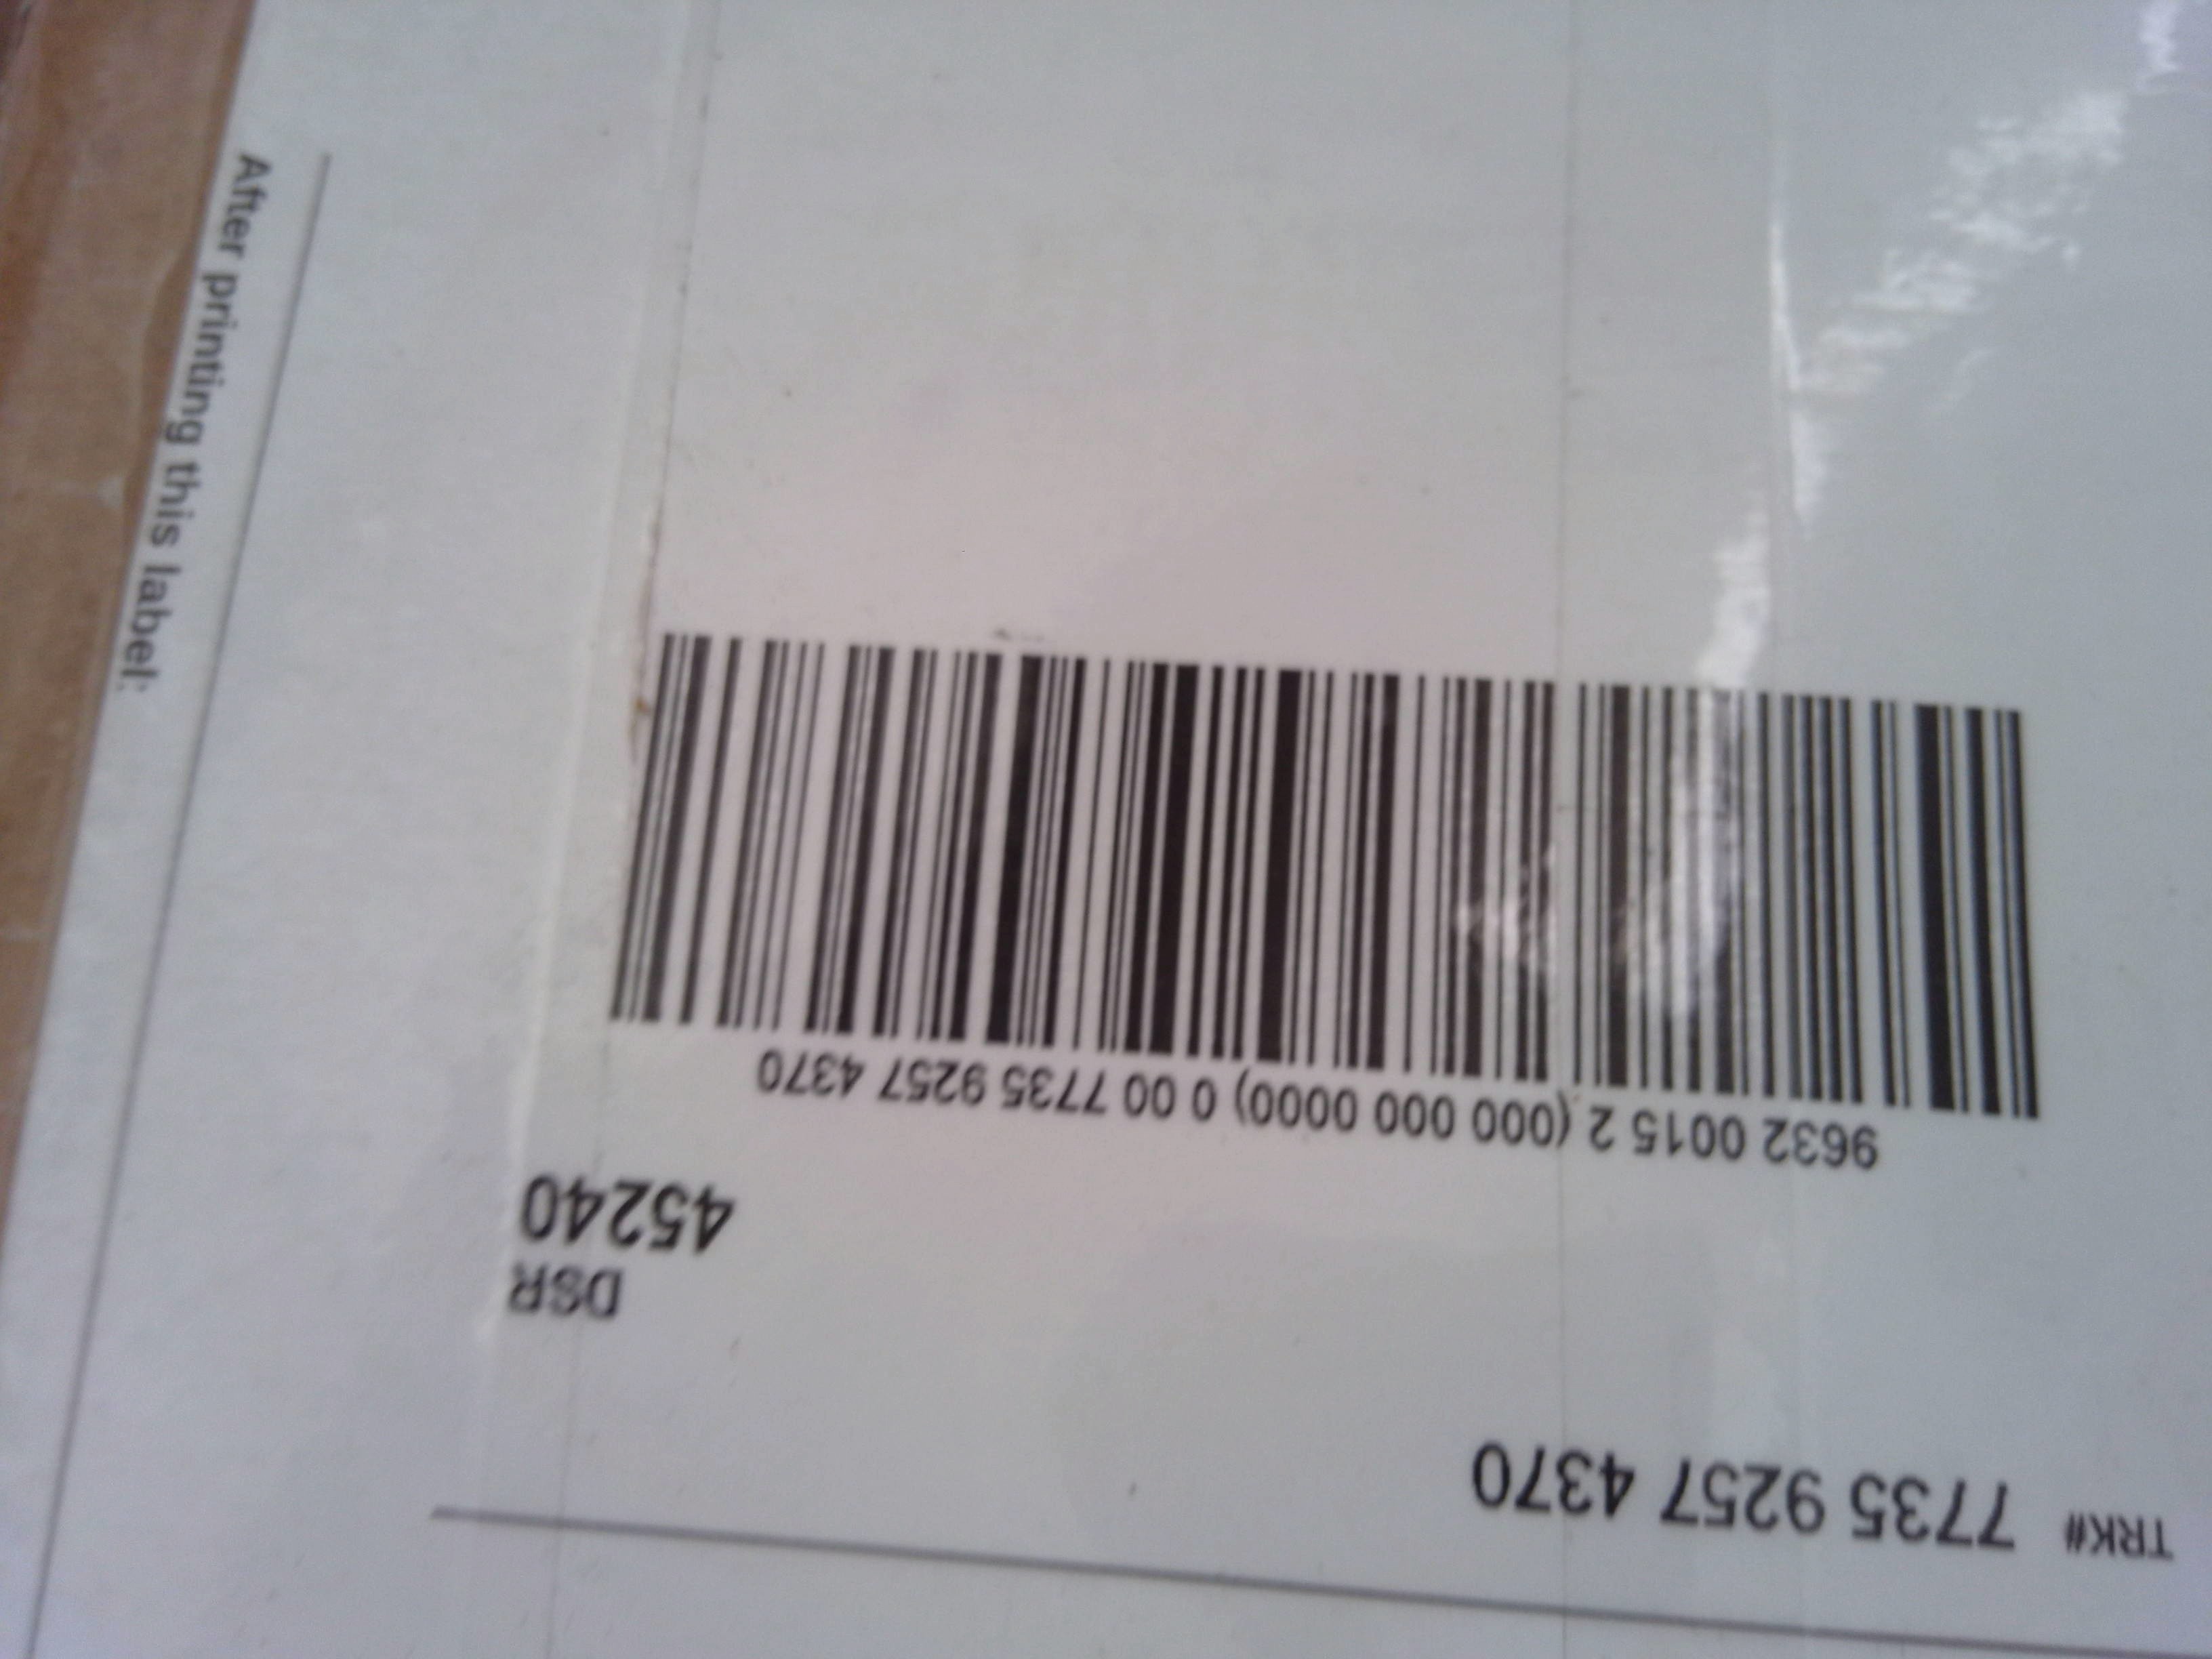 TRK# 7735 9257 4370
DSR
45240
9632 0015 2 (000 000 0000) 0 00 7735 9257 4370
After printing this label: